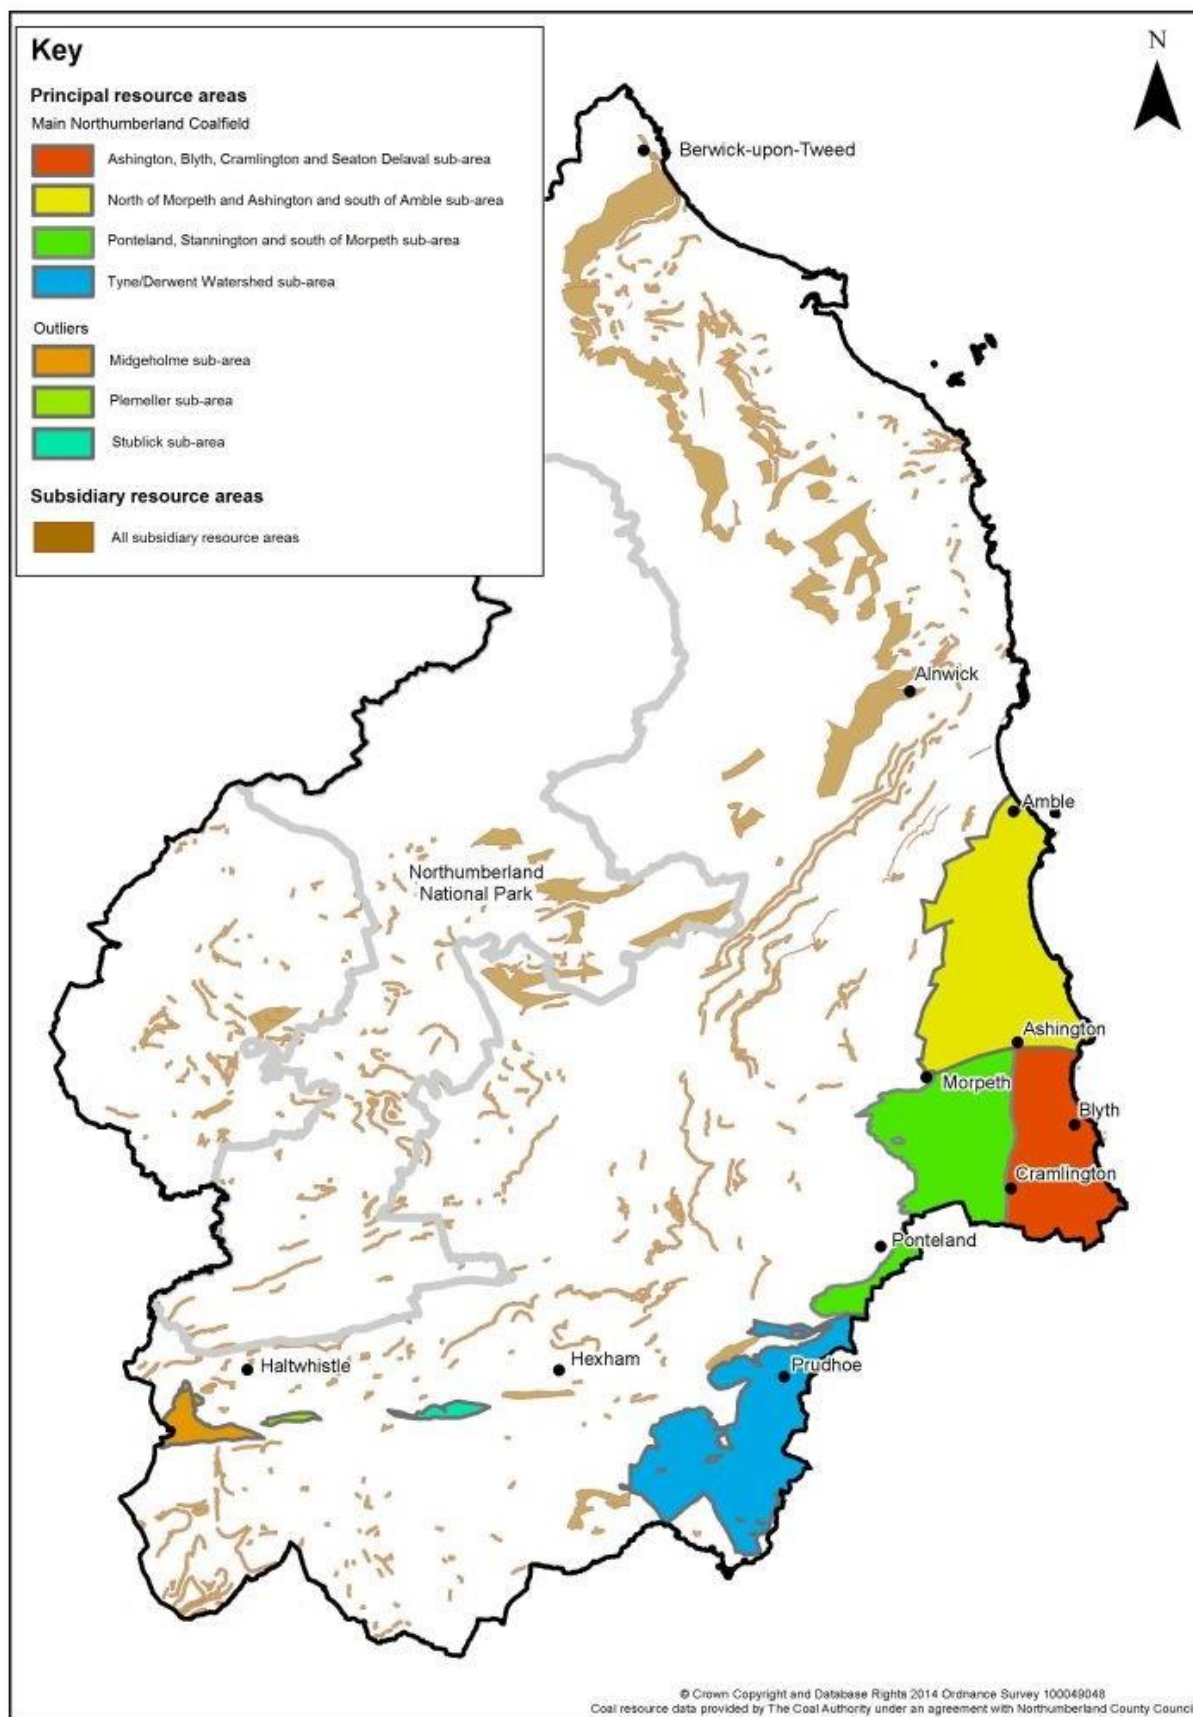 Key
Principal resource areas
Main Northumberland Coalfield
Ashington, Blyth, Cramlington and Seaton Delaval sub-area
North of Morpeth and Ashington and south of Amble sub-area
Ponteland, Stannington and south of Morpeth sub-area
Tyne/Derwent Watershed sub-area
Outliers
Midgeholme sub-area
Plemeller sub-area
Stublick sub-area
Subsidiary resource areas
All subsidiary resource areas
N
Berwick-upon-Tweed
Alnwick
Amble
Northumberland
National Park
Ashington
Morpeth
Blyth
Cramlington
Ponteland
Haltwhistle
Hexham
Prudhoe
© Crown Copyright and Database Rights 2014 Ordnance Survey 100049048
Coal resource data provided by The Coal Authority under an agreement with Northumberland County Council